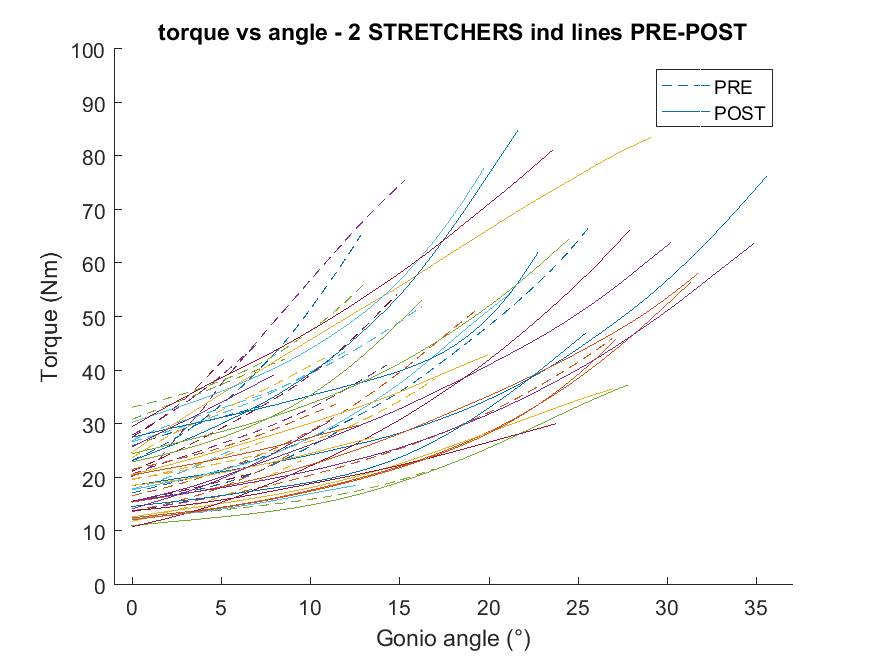 torque vs angle - 2 STRETCHERS ind lines PRE-POST
100
90
80
70
60
50
40
30
20
10
0
Torque (Nm)
PRE
POST
0 5 10 15 20 25 30 35
Gonio angle (°)